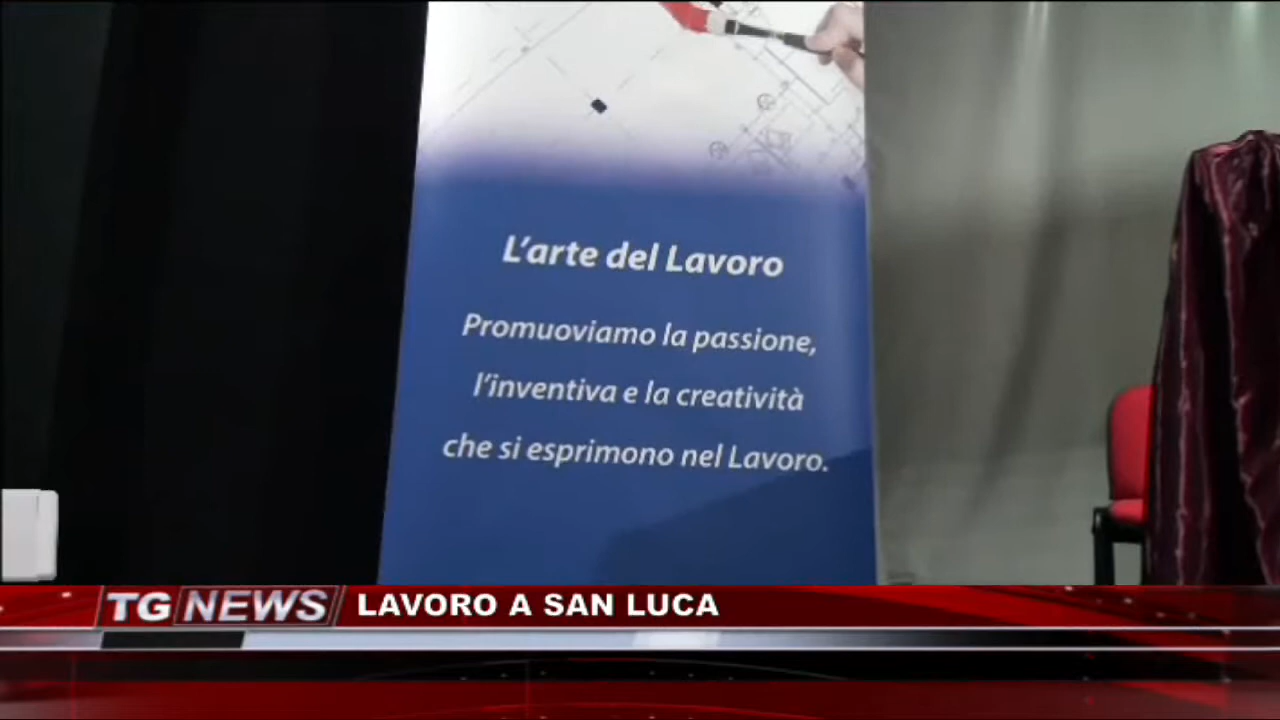 L'arte del Lavoro
Promuoviamo la passione,
l'inventiva e la creatività
che si esprimono nel Lavoro.
TG NEWS LAVORO A SAN LUCA